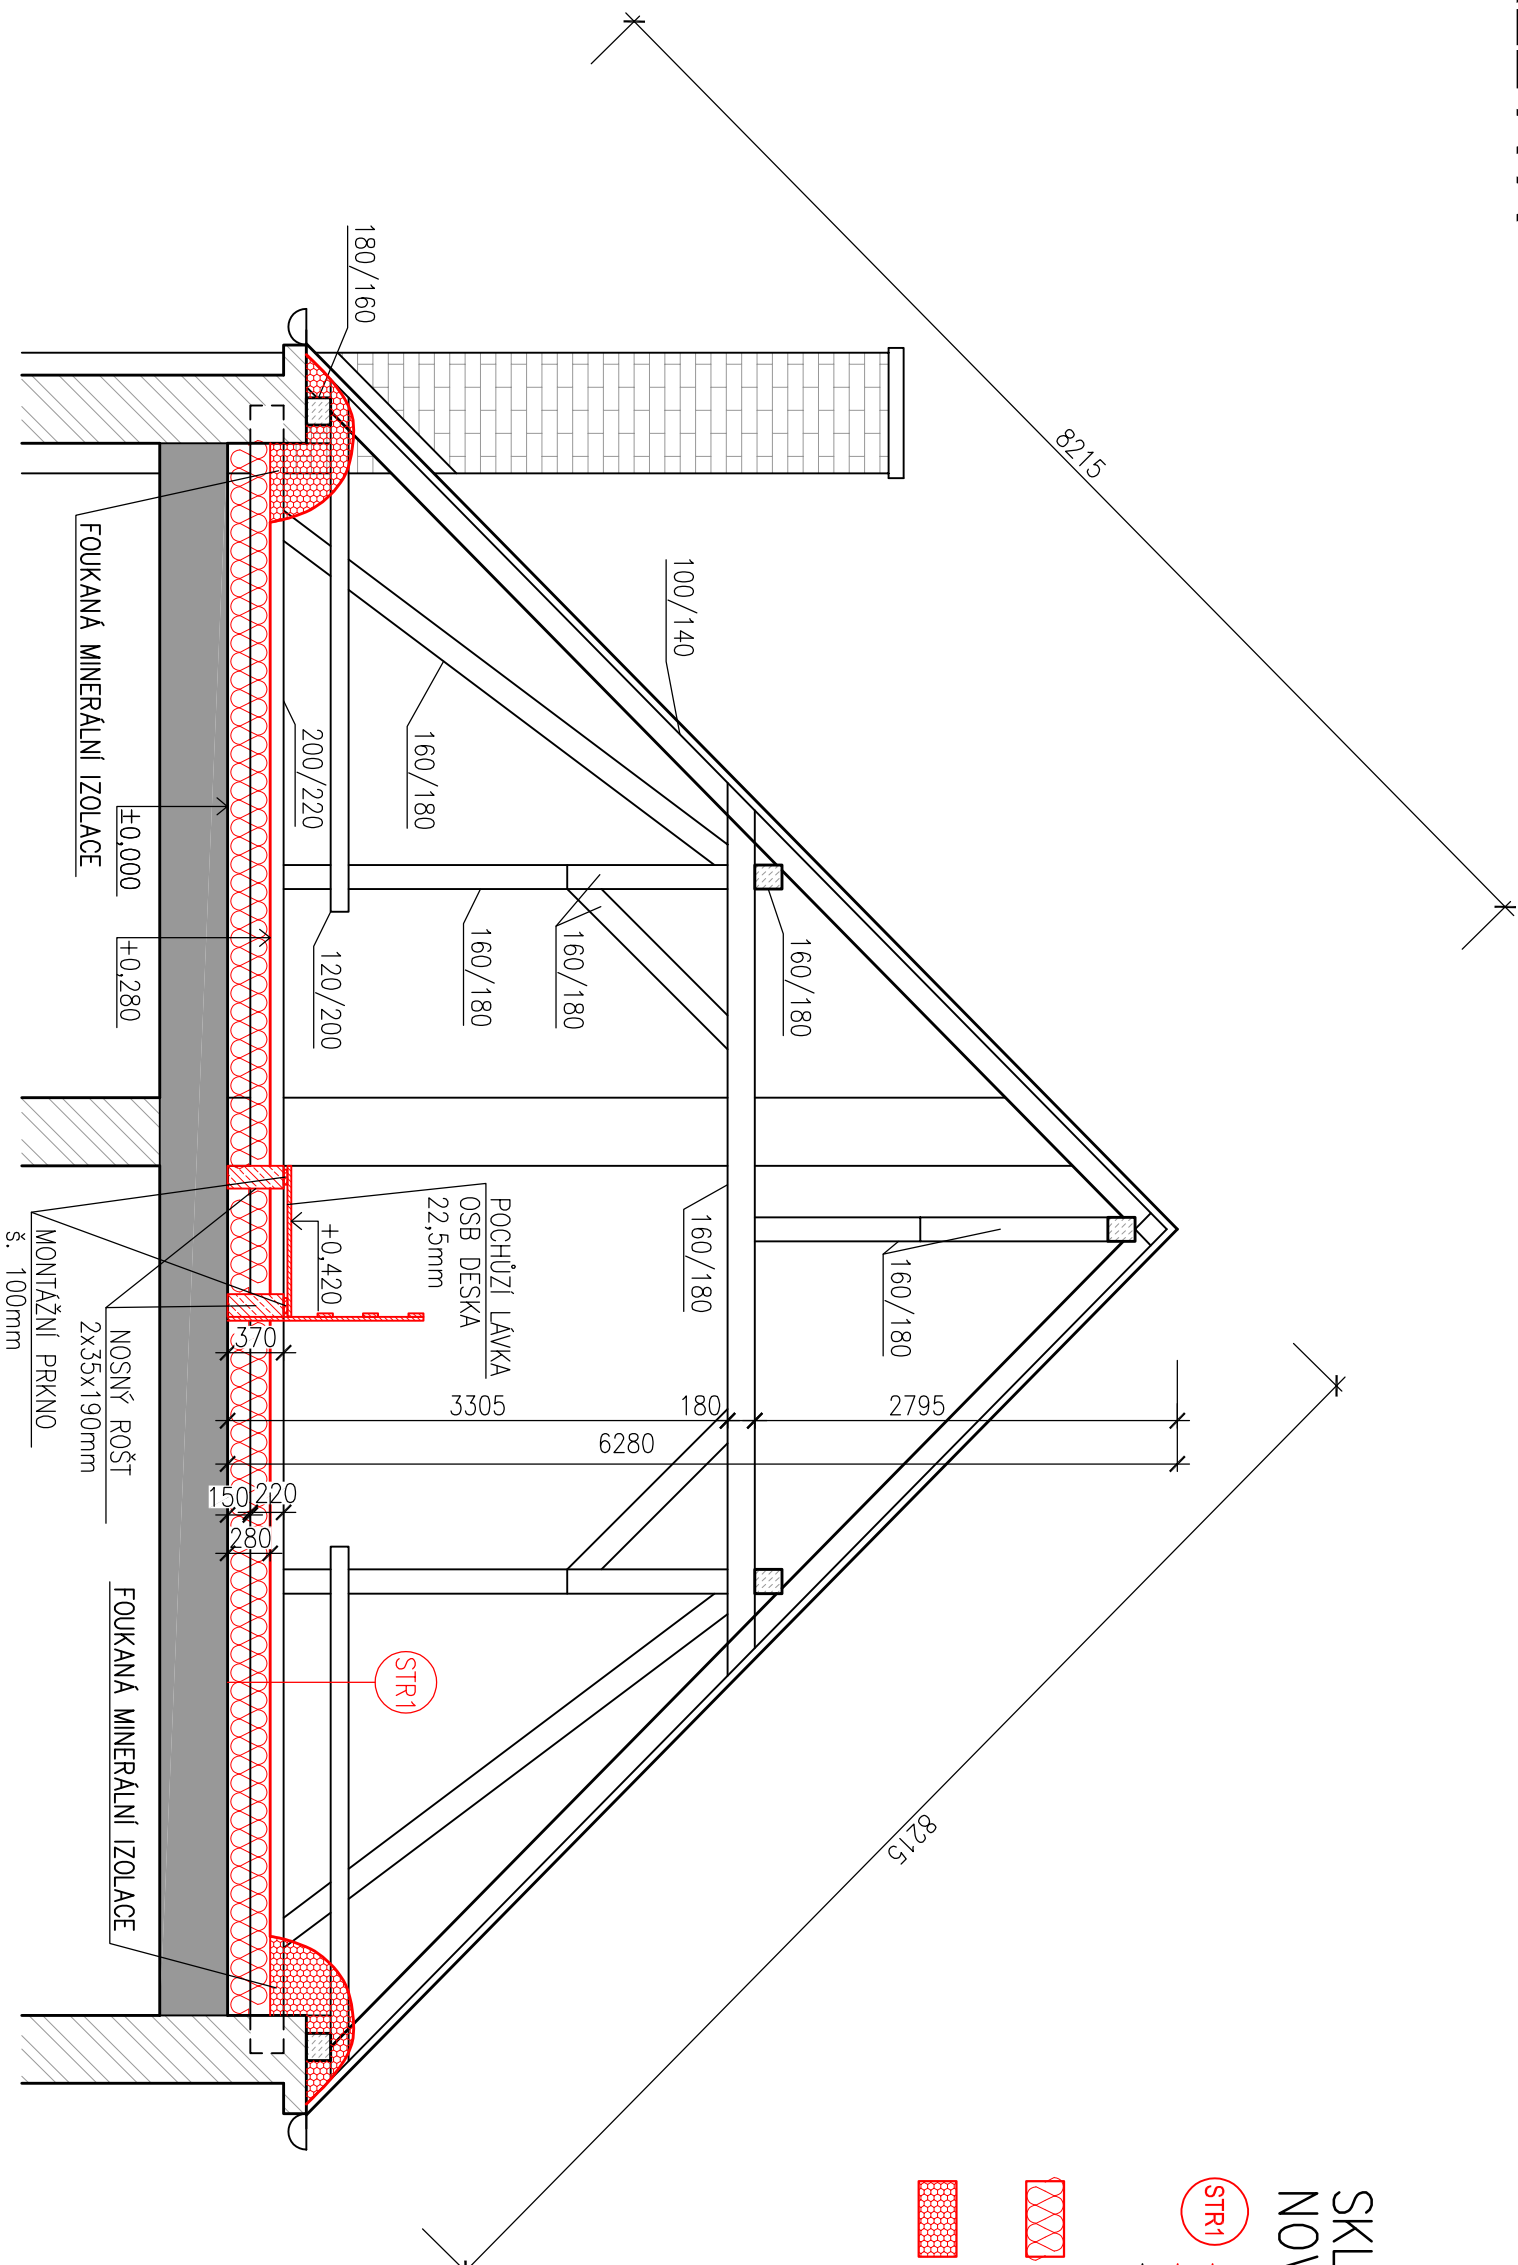 8215
8215
180/160
100/140
160/180
200/220
160/180
160/180
160/180
120/200
FOUKANÁ MINERÁLNÍ IZOLACE
±0,000
+0,280
160/180
160/180
POCHŮZÍ LÁVKA
OSB DESKA
22,5mm
+0,420
370
3305
180
2795
6280
150
220
280
NOSNÝ ROŠT
2x35x190mm
MONTÁŽNÍ PRKNO
š. 100mm
STR1
FOUKANÁ MINERÁLNÍ IZOLACE
SKL
NOV
STR1